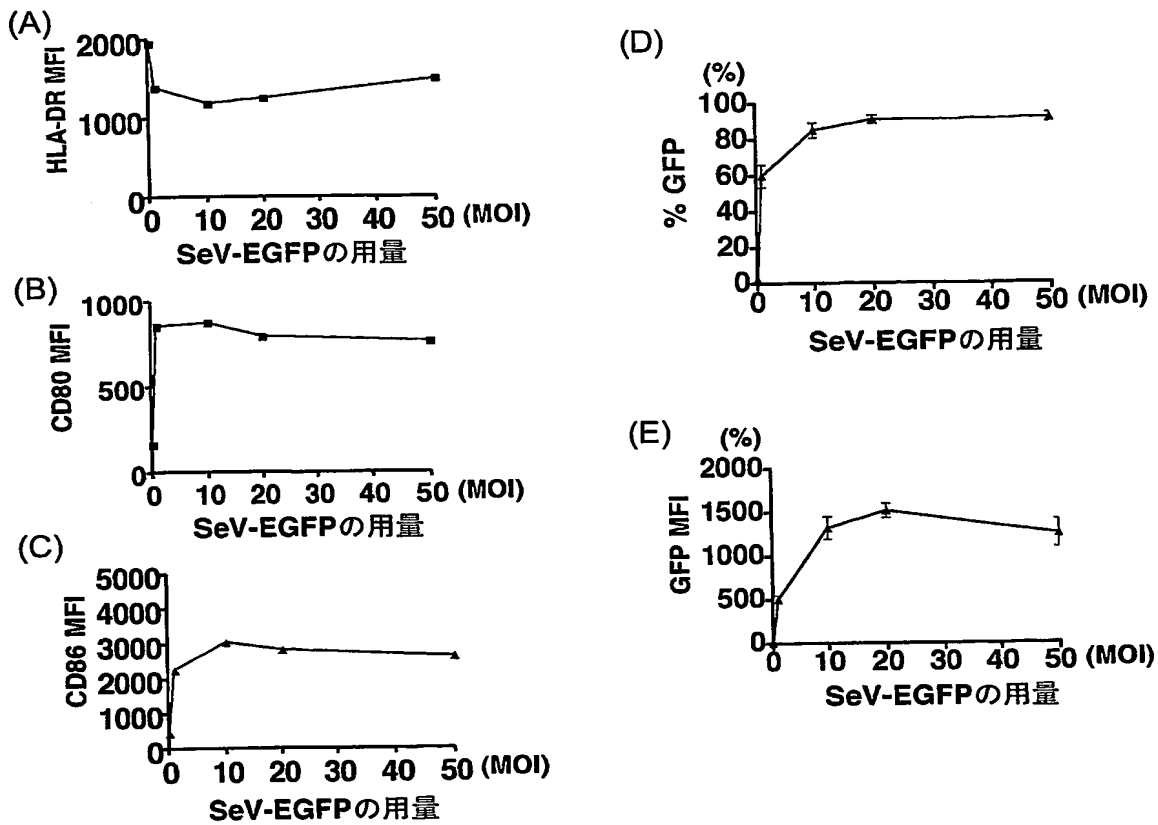 (A)
HLA-DR MFI
2000
1000
0
0 10 20 30 40 50 (MOI)
SeV-EGFPの用量
(B)
CD80 MFI
1000
500
0
0 10 20 30 40 50 (MOI)
SeV-EGFPの用量
(C)
CD86 MFI
5000
4000
3000
2000
1000
0
0 10 20 30 40 50 (MOI)
SeV-EGFPの用量
(D)
(%)
% GFP
100
80
60
40
20
0
0 10 20 30 40 50 (MOI)
SeV-EGFPの用量
(E)
(%)
GFP MFI
2000
1500
1000
500
0
0 10 20 30 40 50 (MOI)
SeV-EGFPの用量